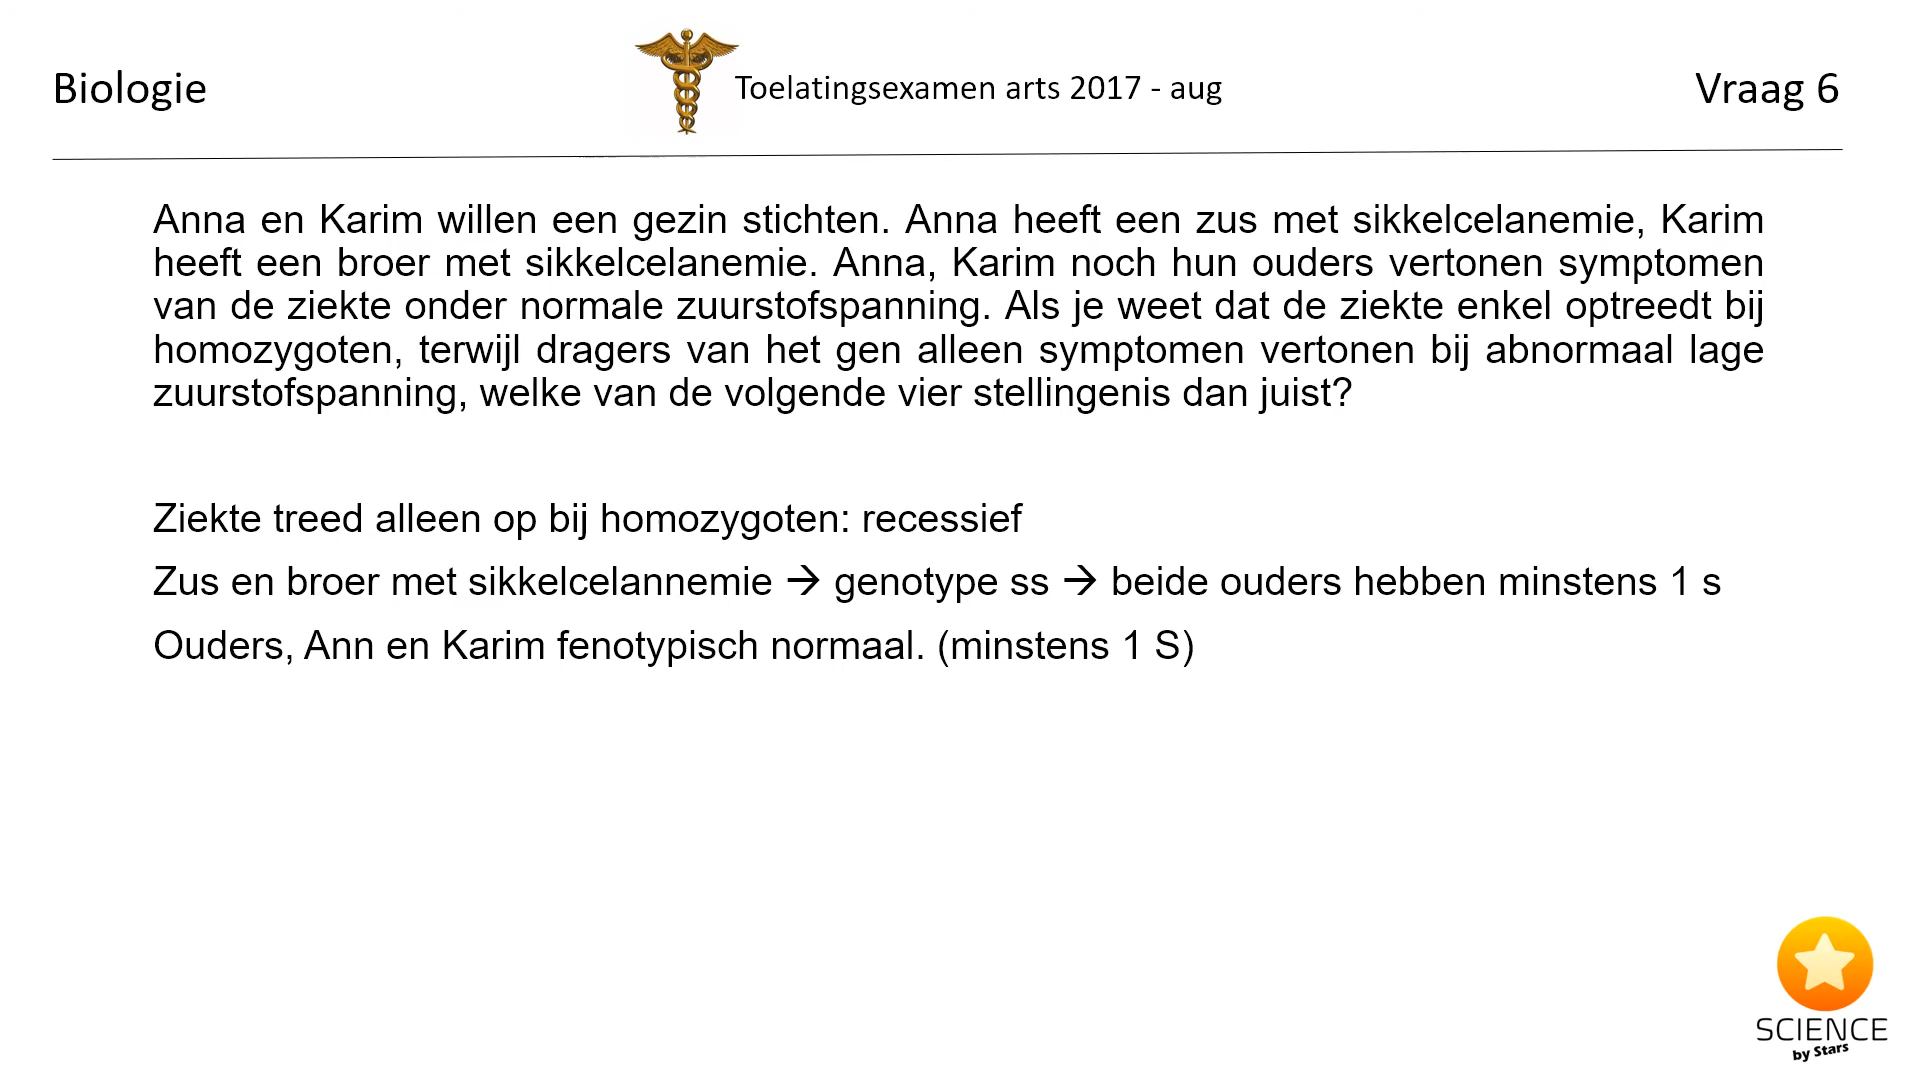 Biologie
Toelatingsexamen arts 2017 - aug
Vraag 6
Anna en Karim willen een gezin stichten. Anna heeft een zus met sikkelcelanemie, Karim
heeft een broer met sikkelcelanemie. Anna, Karim noch hun ouders vertonen symptomen
van de ziekte onder normale zuurstofspanning. Als je weet dat de ziekte enkel optreedt bij
homozygoten, terwijl dragers van het gen alleen symptomen vertonen bij abnormaal lage
zuurstofspanning, welke van de volgende vier stellingenis dan juist?
Ziekte treed alleen op bij homozygoten: recessief
Zus en broer met sikkelcelannemie → genotype ss → beide ouders hebben minstens 1 s
Ouders, Ann en Karim fenotypisch normaal. (minstens 1 S)
SCIENCE
by Stars